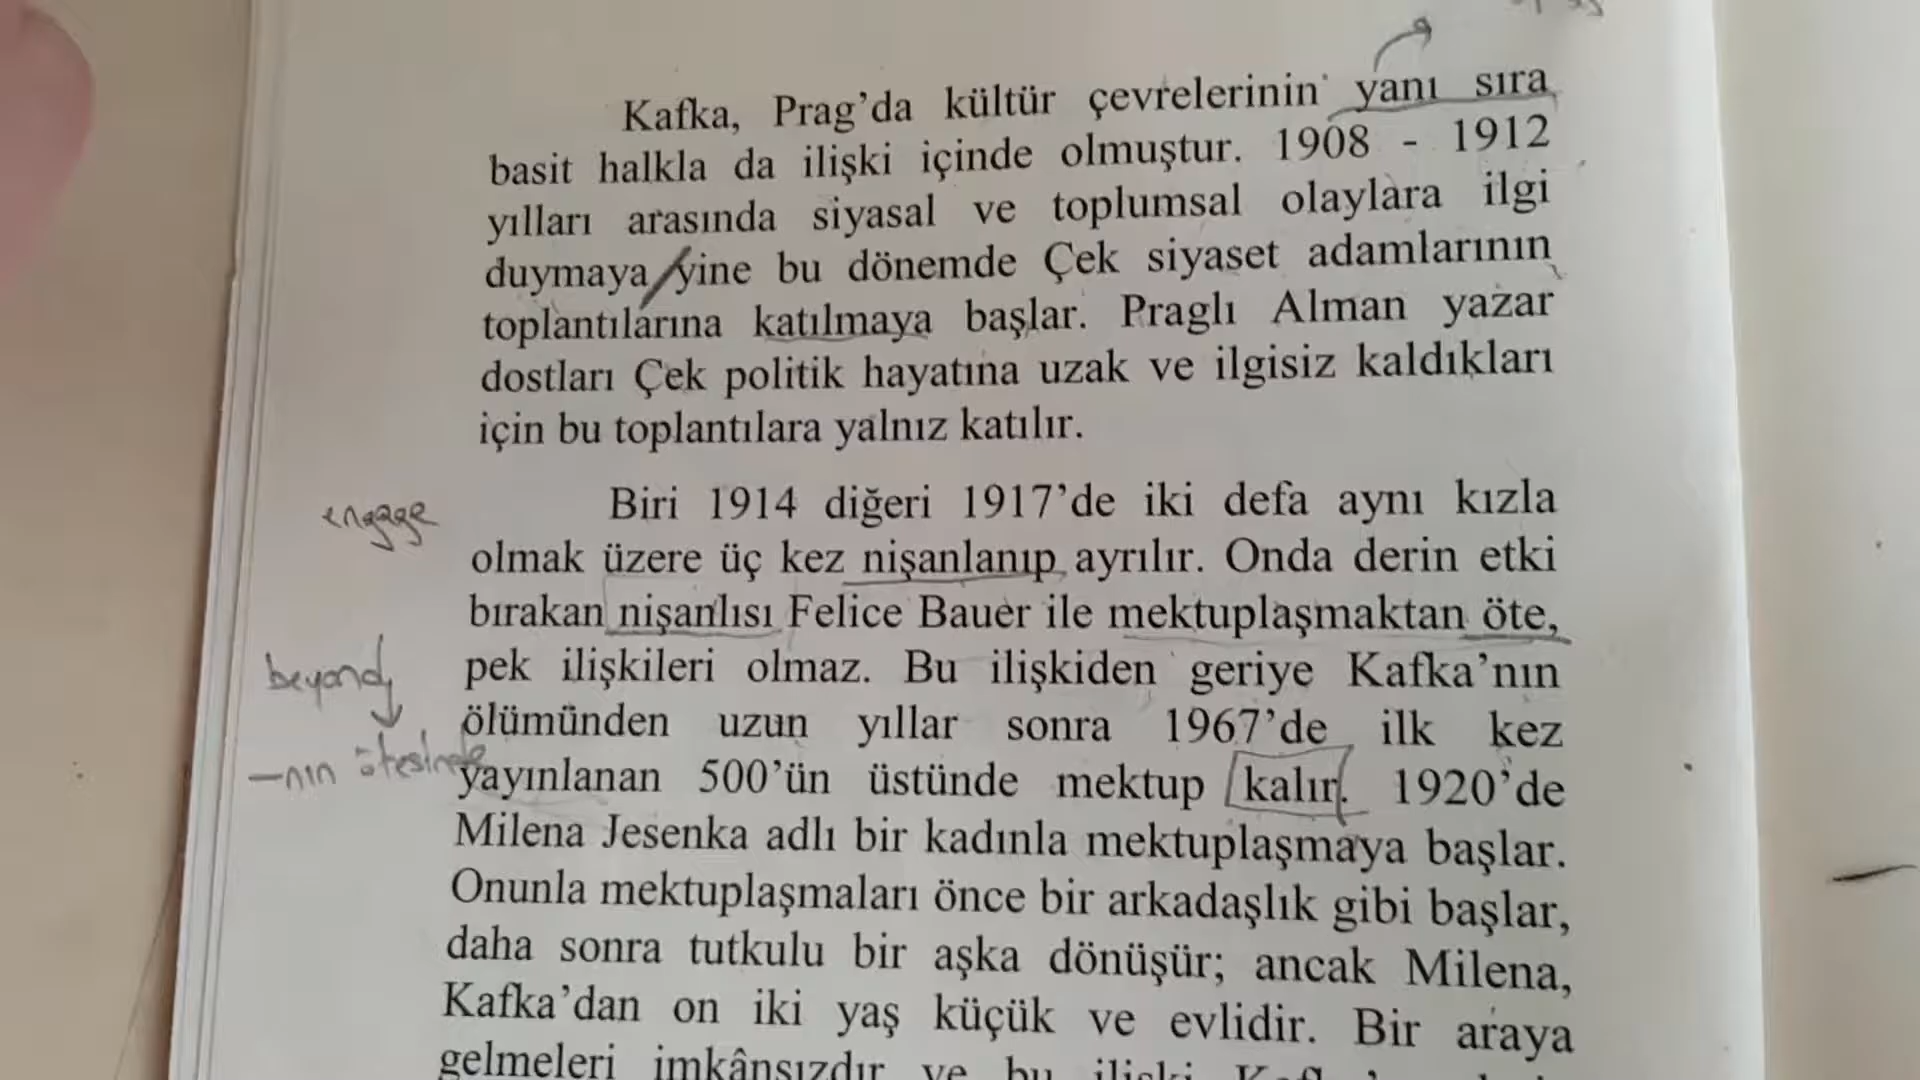 Kafka, Prag’da kültür çevrelerinin yanı sıra
basit halkla da ilişki içinde olmuştur. 1908 - 1912
yılları arasında siyasal ve toplumsal olaylara ilgi
duymaya yine bu dönemde Çek siyaset adamlarının
toplantılarına katılmaya başlar. Praglı Alman yazar
dostları Çek politik hayatına uzak ve ilgisiz kaldıkları
için bu toplantılara yalnız katılır.
engage
Biri 1914 diğeri 1917’de iki defa aynı kızla
olmak üzere üç kez nişanlanıp ayrılır. Onda derin etki
bırakan nişanlısı Felice Bauer ile mektuplaşmaktan öte,
beyond
pek ilişkileri olmaz. Bu ilişkiden geriye Kafka’nın
ölümünden uzun yıllar sonra 1967’de ilk kez
—nın ötesinde
yayınlanan 500’ün üstünde mektup kalır. 1920’de
Milena Jesenka adlı bir kadınla mektuplaşmaya başlar.
Onunla mektuplaşmaları önce bir arkadaşlık gibi başlar,
daha sonra tutkulu bir aşka dönüşür; ancak Milena,
Kafka’dan on iki yaş küçük ve evlidir. Bir araya
gelmeleri imkânsızdır ve bu ilişki